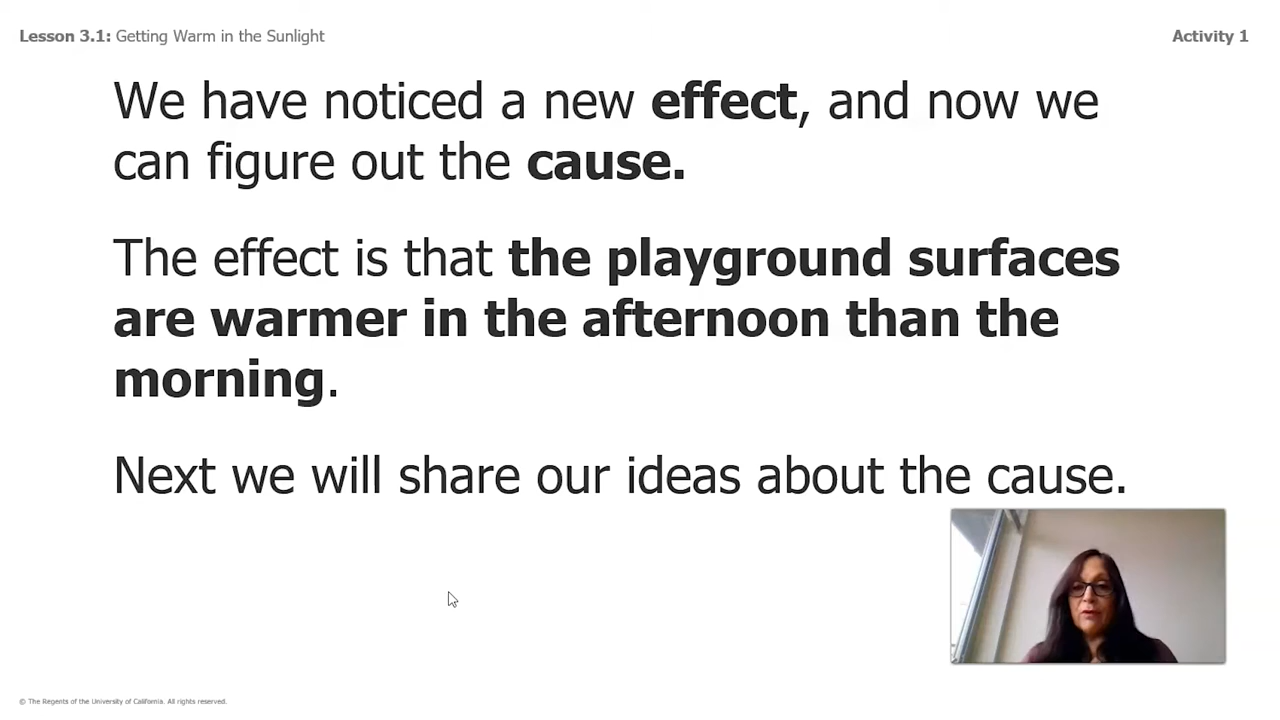 Lesson 3.1: Getting Warm in the Sunlight
Activity 1
We have noticed a new effect, and now we
can figure out the cause.
The effect is that the playground surfaces
are warmer in the afternoon than the
morning.
Next we will share our ideas about the cause.
© The Regents of the University of California. All rights reserved.